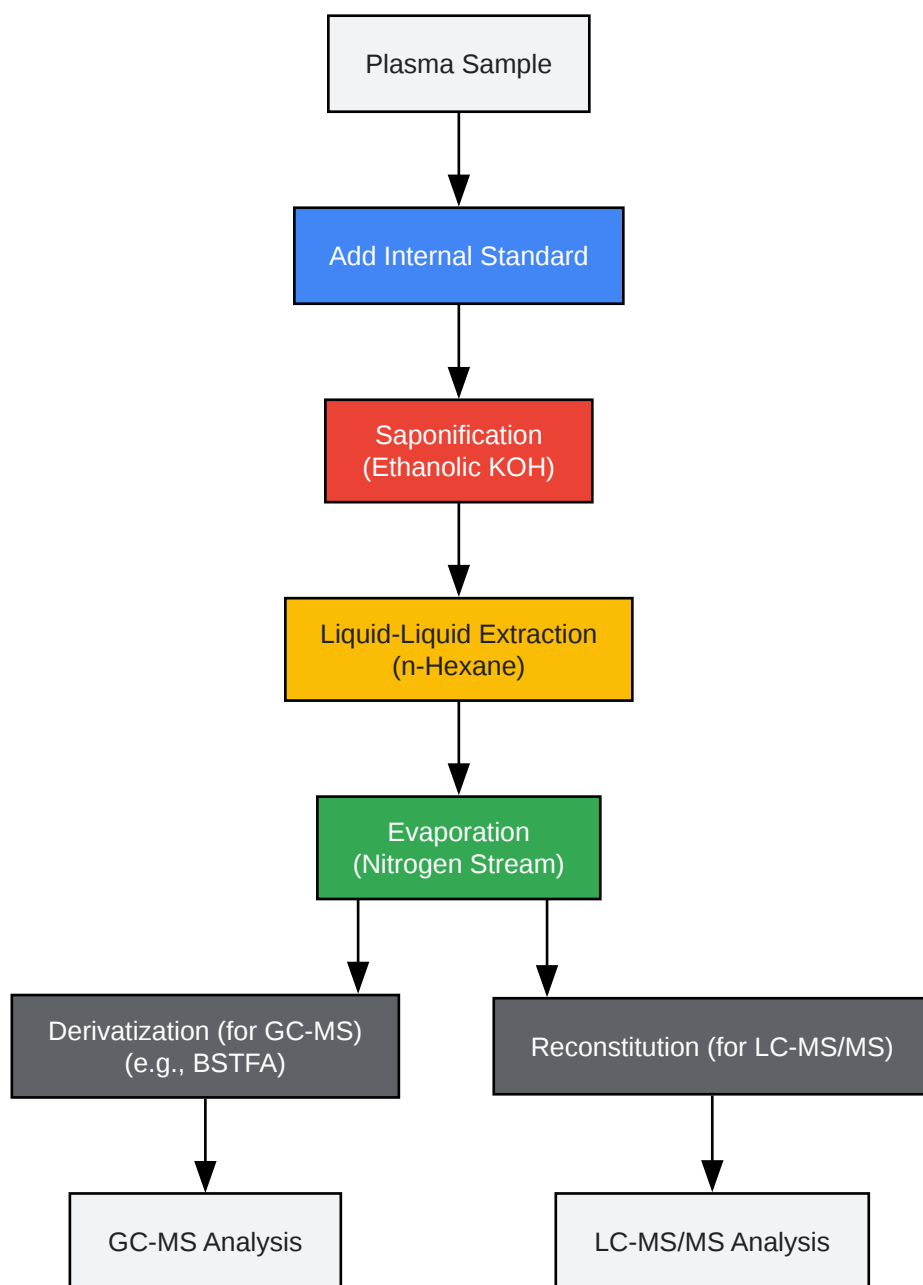 Plasma Sample
Add Internal Standard
Saponification
(Ethanolic KOH)
Liquid-Liquid Extraction
(n-Hexane)
Evaporation
(Nitrogen Stream)
Derivatization (for GC-MS)
(e.g., BSTFA)
Reconstitution (for LC-MS/MS)
GC-MS Analysis
LC-MS/MS Analysis